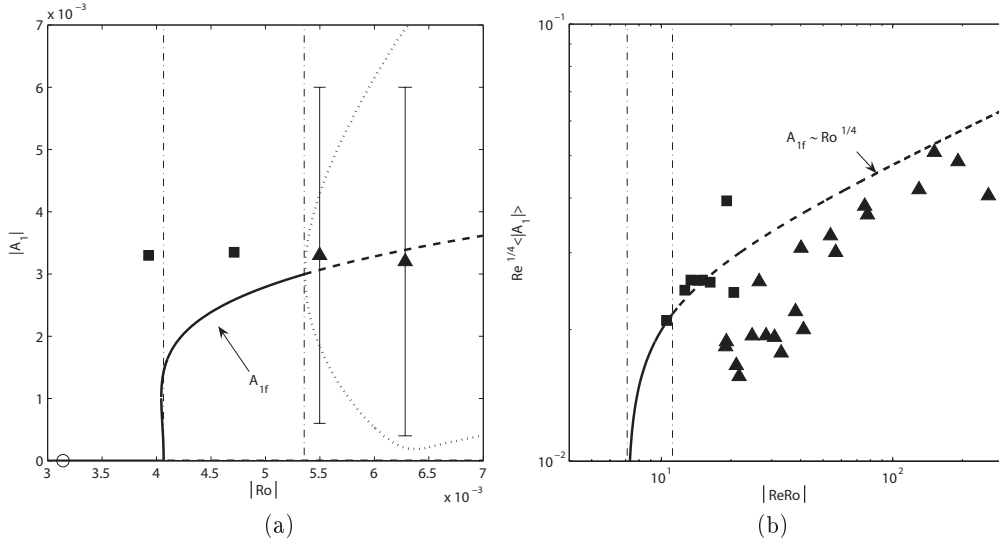 7 x 10⁻³
6
5
4
3
2
1
0
|A₁|
3 3.5 4 4.5 5 5.5 6 6.5 7
x 10⁻³
|Ro|
A₁f
(a)
10⁻¹
10⁻²
Re ¹/⁴<|A₁|>
A₁f ~ Ro ¹/⁴
10¹ 10²
|ReRo|
(b)